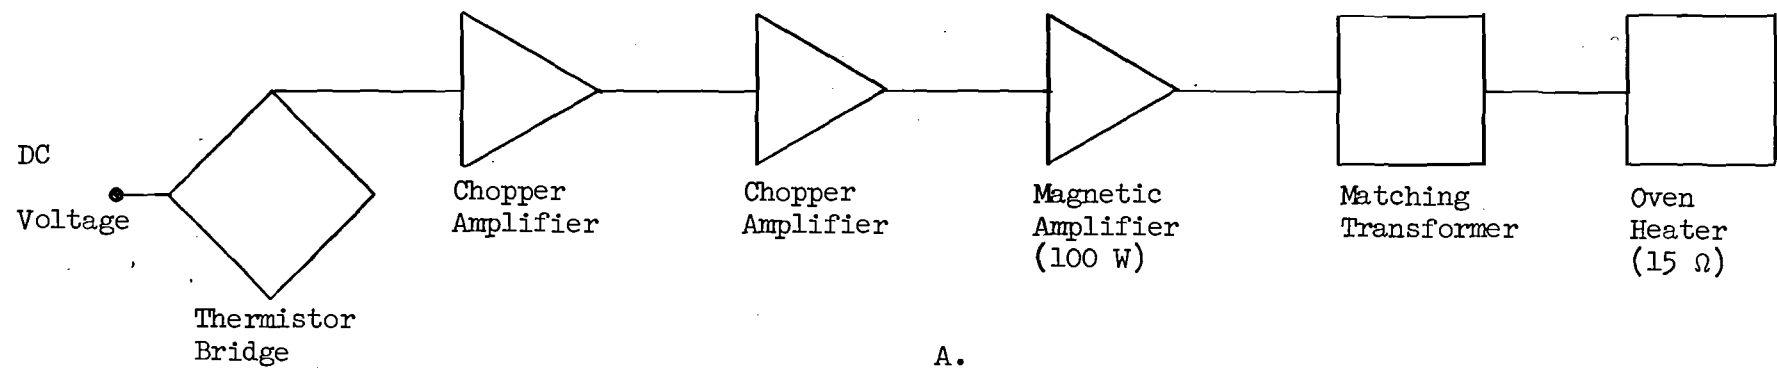 DC
Voltage
Thermistor
Bridge
Chopper
Amplifier
Chopper
Amplifier
Magnetic
Amplifier
(100 W)
Matching
Transformer
Oven
Heater
(15 Ω)
A.